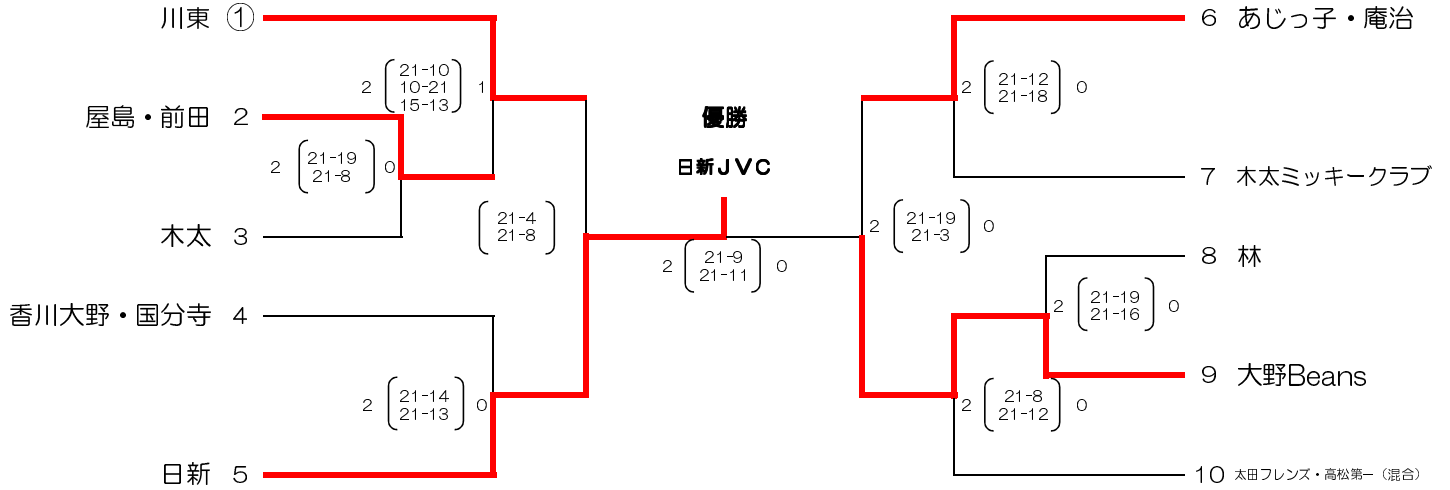 川東 ①
2 21-10 1
10-21
15-13
屋島・前田 2
2 21-19 0
21-8
木太 3
21-4
21-8
香川大野・国分寺 4
2 21-14 0
21-13
日新 5
優勝
日新JVC
2 21-9 0
21-11
6 あじっ子・庵治
2 21-12 0
21-18
7 木太ミッキークラブ
2 21-19 0
21-3
8 林
2 21-19 0
21-16
9 大野Beans
2 21-8 0
21-12
10 太田フレンズ・高松第一（混合）